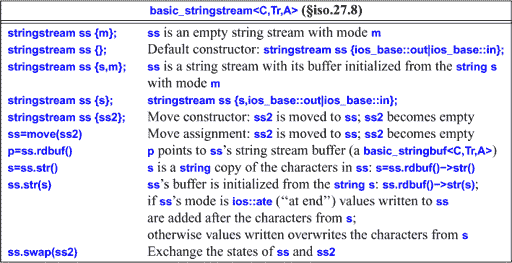 basic_stringstream<C,Tr,A> (§iso.27.8)
stringstream ss {m}; ss is an empty string stream with mode m
stringstream ss {}; Default constructor: stringstream ss {ios_base::out|ios_base::in};
stringstream ss {s,m}; ss is a string stream with its buffer initialized from the string s
with mode m
stringstream ss {s}; stringstream ss {s,ios_base::out|ios_base::in};
stringstream ss {ss2}; Move constructor: ss2 is moved to ss; ss2 becomes empty
ss=move(ss2) Move assignment: ss2 is moved to ss; ss2 becomes empty
p=ss.rdbuf() p points to ss's string stream buffer (a basic_stringbuf<C,Tr,A>)
s=ss.str() s is a string copy of the characters in ss: s=ss.rdbuf()−>str()
ss.str(s) ss's buffer is initialized from the string s: ss.rdbuf()−>str(s);
if ss's mode is ios::ate (“at end”) values written to ss
are added after the characters from s;
otherwise values written overwrites the characters from s
ss.swap(ss2) Exchange the states of ss and ss2